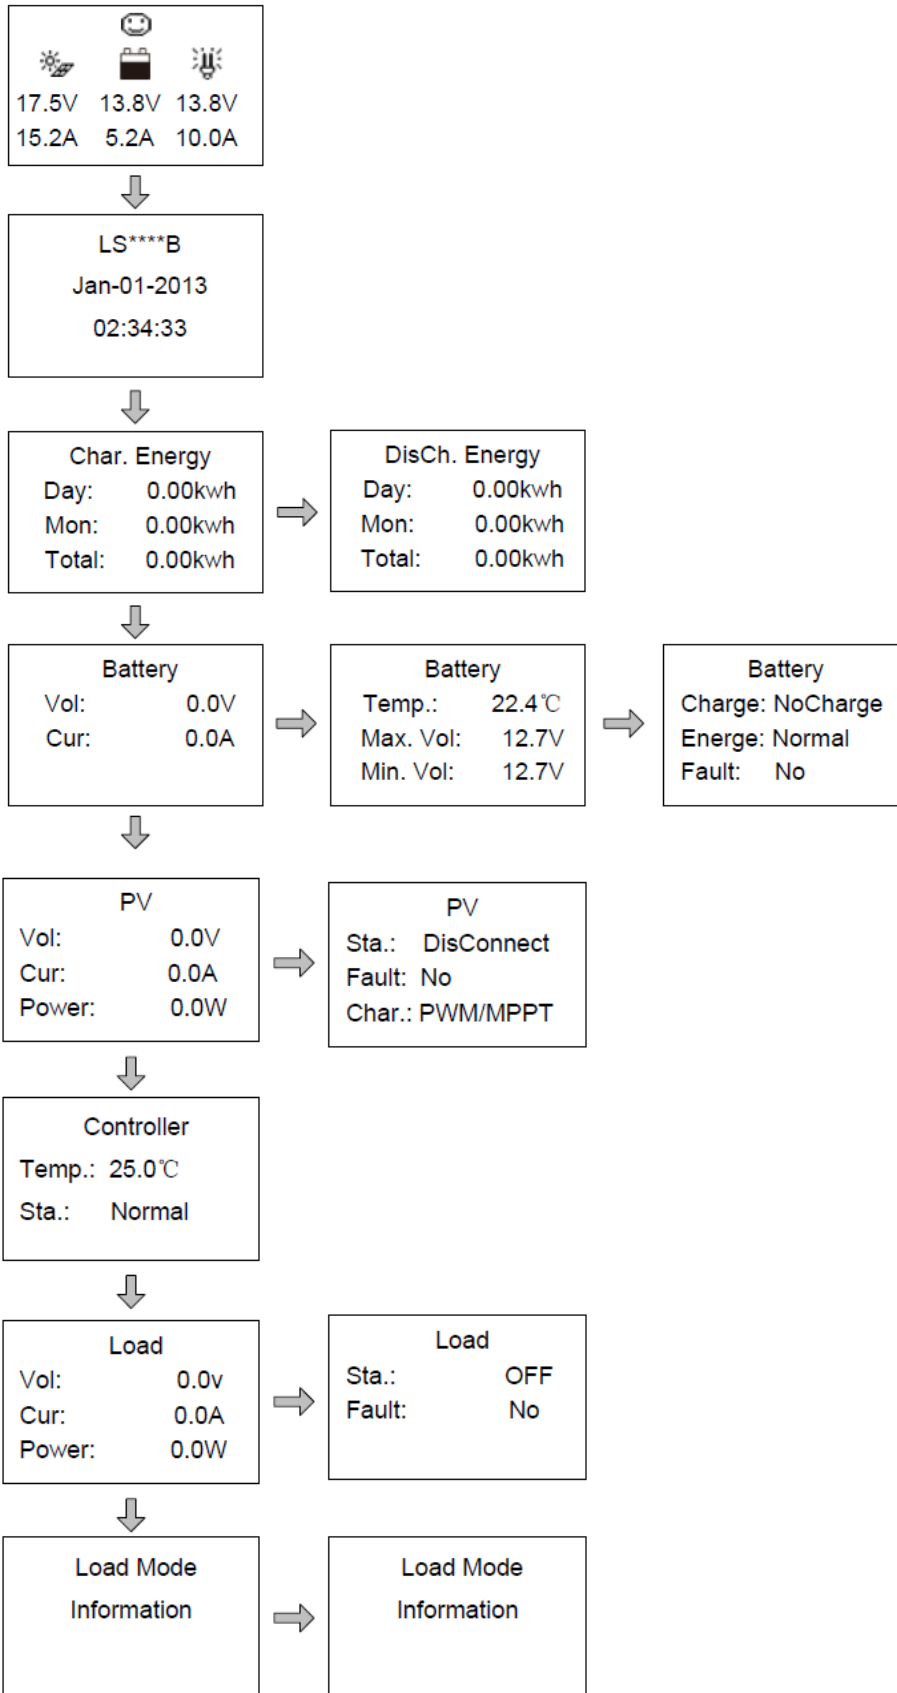 17.5V 13.8V 13.8V
15.2A 5.2A 10.0A
LS****B
Jan-01-2013
02:34:33
Char. Energy
Day: 0.00kwh
Mon: 0.00kwh
Total: 0.00kwh
DisCh. Energy
Day: 0.00kwh
Mon: 0.00kwh
Total: 0.00kwh
Battery
Vol: 0.0V
Cur: 0.0A
Battery
Temp.: 22.4℃
Max. Vol: 12.7V
Min. Vol: 12.7V
Battery
Charge: NoCharge
Energe: Normal
Fault: No
PV
Vol: 0.0V
Cur: 0.0A
Power: 0.0W
PV
Sta.: DisConnect
Fault: No
Char.: PWM/MPPT
Controller
Temp.: 25.0℃
Sta.: Normal
Load
Vol: 0.0v
Cur: 0.0A
Power: 0.0W
Load
Sta.: OFF
Fault: No
Load Mode
Information
Load Mode
Information